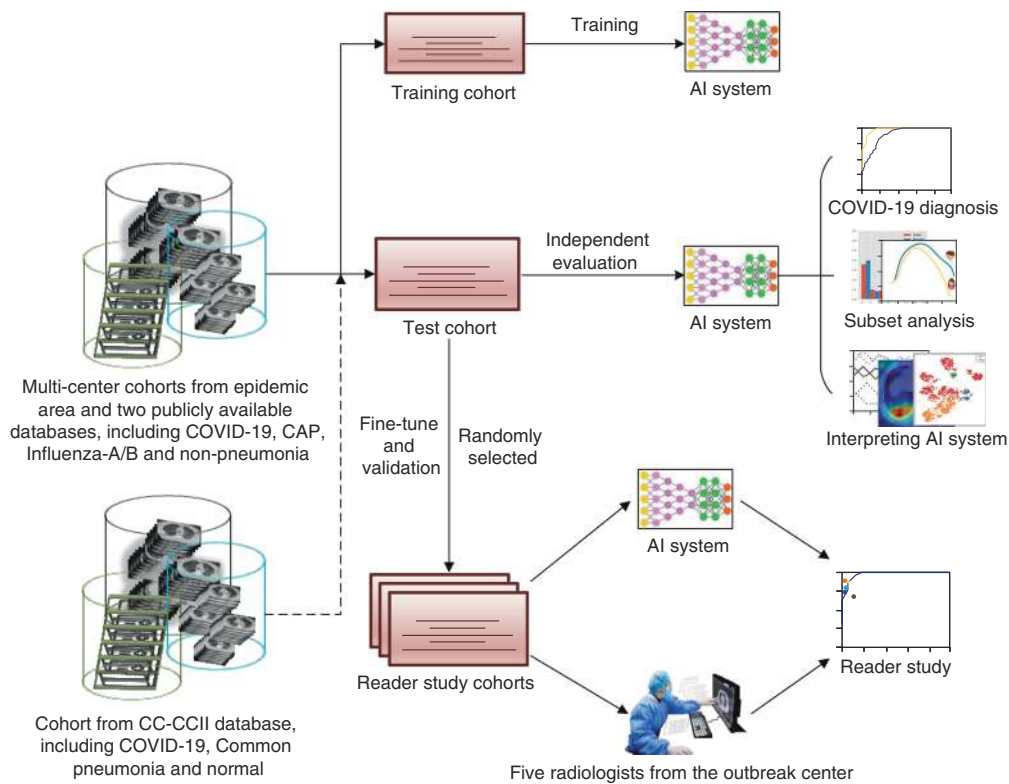 Training
Training cohort
AI system
COVID-19 diagnosis
Independent
evaluation
Test cohort
AI system
Subset analysis
Multi-center cohorts from epidemic
area and two publicly available
databases, including COVID-19, CAP,
Influenza-A/B and non-pneumonia
Interpreting AI system
Fine-tune
and
validation
Randomly
selected
AI system
Reader study cohorts
Reader study
Cohort from CC-CCII database,
including COVID-19, Common
pneumonia and normal
Five radiologists from the outbreak center